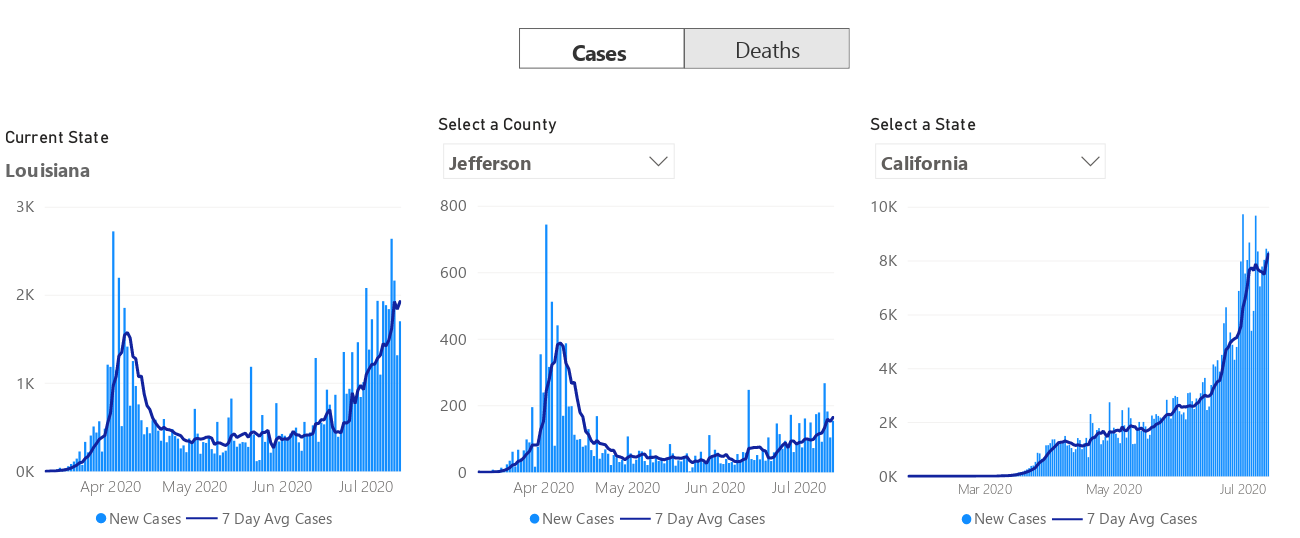 Cases
Deaths
Current State
Louisiana
3K
2K
1K
0K
Apr 2020
May 2020
Jun 2020
Jul 2020
New Cases
7 Day Avg Cases
Select a County
Jefferson
800
600
400
200
0
Apr 2020
May 2020
Jun 2020
Jul 2020
New Cases
7 Day Avg Cases
Select a State
California
10K
8K
6K
4K
2K
0K
Mar 2020
May 2020
Jul 2020
New Cases
7 Day Avg Cases